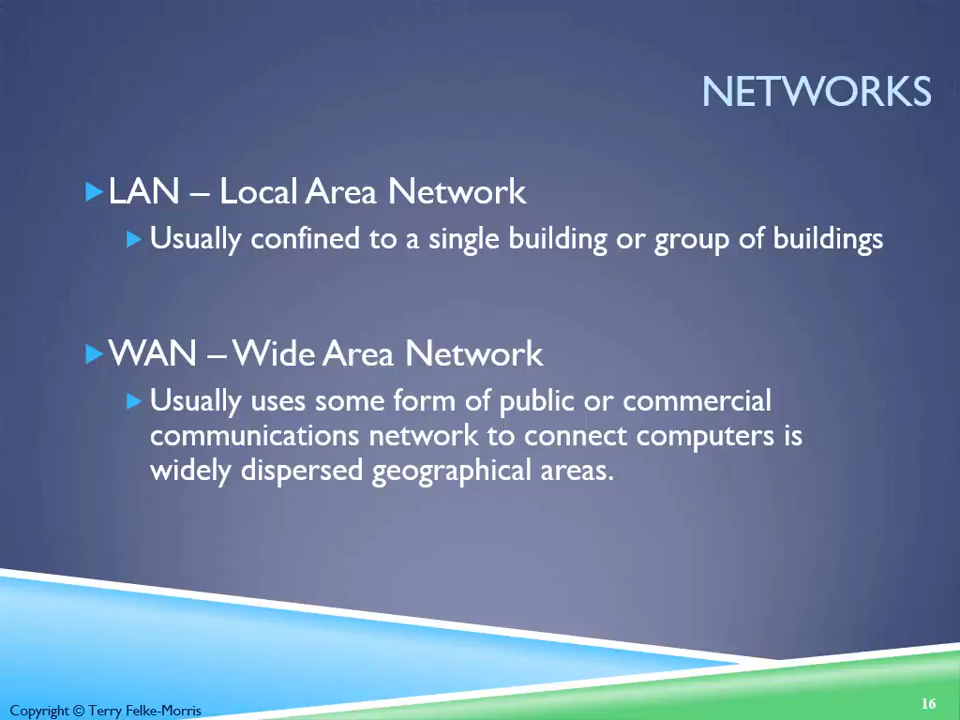 NETWORKS
LAN – Local Area Network
Usually confined to a single building or group of buildings
WAN – Wide Area Network
Usually uses some form of public or commercial
communications network to connect computers is
widely dispersed geographical areas.
Copyright © Terry Felke-Morris
16